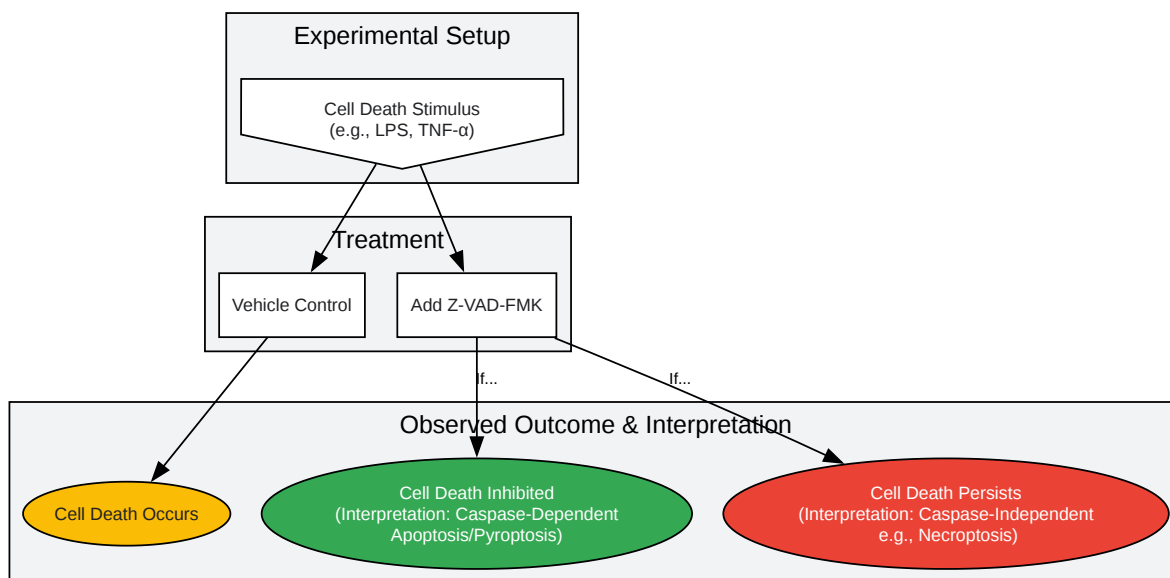 Experimental Setup
Cell Death Stimulus
(e.g., LPS, TNF-α)
Treatment
Vehicle Control
Add Z-VAD-FMK
If...
If...
Observed Outcome & Interpretation
Cell Death Occurs
Cell Death Inhibited
(Interpretation: Caspase-Dependent
Apoptosis/Pyroptosis)
Cell Death Persists
(Interpretation: Caspase-Independent
e.g., Necroptosis)